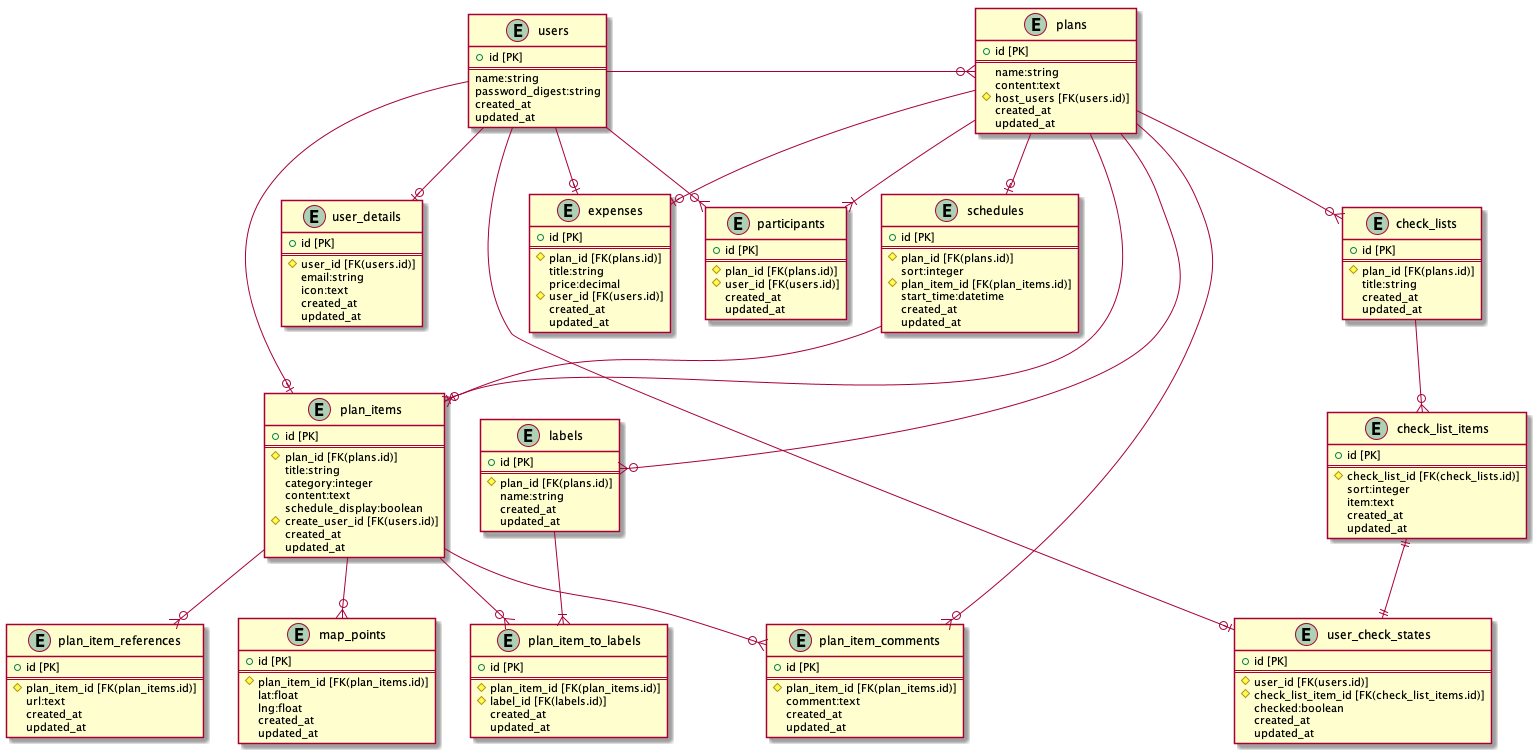 E users
id [PK]
name:string
password_digest:string
created_at
updated_at
E plans
id [PK]
name:string
content:text
host_users [FK(users.id)]
created_at
updated_at
E user_details
id [PK]
user_id [FK(users.id)]
email:string
icon:text
created_at
updated_at
E expenses
id [PK]
plan_id [FK(plans.id)]
title:string
price:decimal
user_id [FK(users.id)]
created_at
updated_at
E participants
id [PK]
plan_id [FK(plans.id)]
user_id [FK(users.id)]
created_at
updated_at
E schedules
id [PK]
plan_id [FK(plans.id)]
sort:integer
plan_item_id [FK(plan_items.id)]
start_time:datetime
created_at
updated_at
E check_lists
id [PK]
plan_id [FK(plans.id)]
title:string
created_at
updated_at
E plan_items
id [PK]
plan_id [FK(plans.id)]
title:string
category:integer
content:text
schedule_display:boolean
create_user_id [FK(users.id)]
created_at
updated_at
E labels
id [PK]
plan_id [FK(plans.id)]
name:string
created_at
updated_at
E check_list_items
id [PK]
check_list_id [FK(check_lists.id)]
sort:integer
item:text
created_at
updated_at
E plan_item_references
id [PK]
plan_item_id [FK(plan_items.id)]
url:text
created_at
updated_at
E map_points
id [PK]
plan_item_id [FK(plan_items.id)]
lat:float
lng:float
created_at
updated_at
E plan_item_to_labels
id [PK]
plan_item_id [FK(plan_items.id)]
label_id [FK(labels.id)]
created_at
updated_at
E plan_item_comments
id [PK]
plan_item_id [FK(plan_items.id)]
comment:text
created_at
updated_at
E user_check_states
id [PK]
user_id [FK(users.id)]
check_list_item_id [FK(check_list_items.id)]
checked:boolean
created_at
updated_at